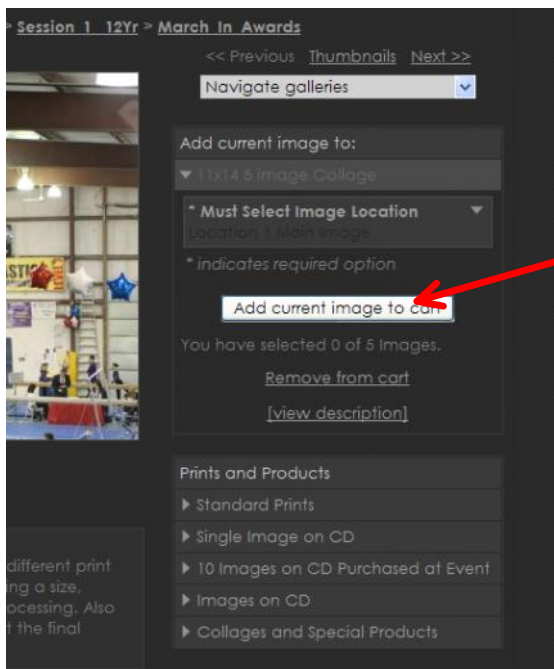 > Session 1 12Yr > March In Awards
<< Previous Thumbnails Next >>
Navigate galleries
Add current image to:
11x14 5 image Collage
* Must Select Image Location
Location 1 Main Image
* indicates required option
Add current image to cart
You have selected 0 of 5 Images.
Remove from cart
[view description]
Prints and Products
Standard Prints
Single Image on CD
10 Images on CD Purchased at Event
Images on CD
Collages and Special Products
different print
ing a size,
ocessing. Also
t the final